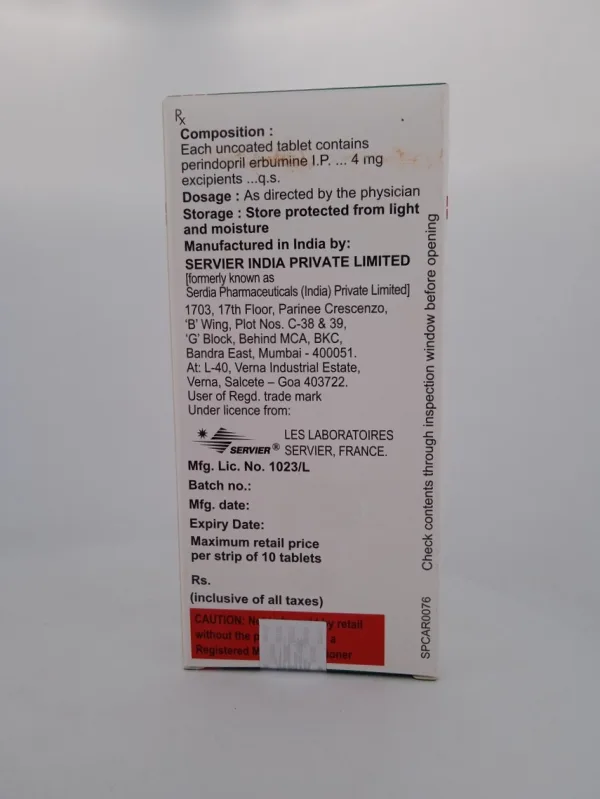 Rx
Composition :
Each uncoated tablet contains
perindopril erbumine I.P. ... 4 mg
excipients ...q.s.
Dosage : As directed by the physician
Storage : Store protected from light
and moisture
Manufactured in India by:
SERVIER INDIA PRIVATE LIMITED
[formerly known as
Serdia Pharmaceuticals (India) Private Limited]
1703, 17th Floor, Parinee Crescenzo,
'B' Wing, Plot Nos. C-38 & 39,
'G' Block, Behind MCA, BKC,
Bandra East, Mumbai - 400051.
At: L-40, Verna Industrial Estate,
Verna, Salcete – Goa 403722.
User of Regd. trade mark
Under licence from:
SERVIER ® LES LABORATOIRES
SERVIER, FRANCE.
Mfg. Lic. No. 1023/L
Batch no.:
Mfg. date:
Expiry Date:
Maximum retail price
per strip of 10 tablets
Rs.
(inclusive of all taxes)
CAUTION: by retail
without the a
Registered
SPCAR0076
Check contents through inspection window before opening